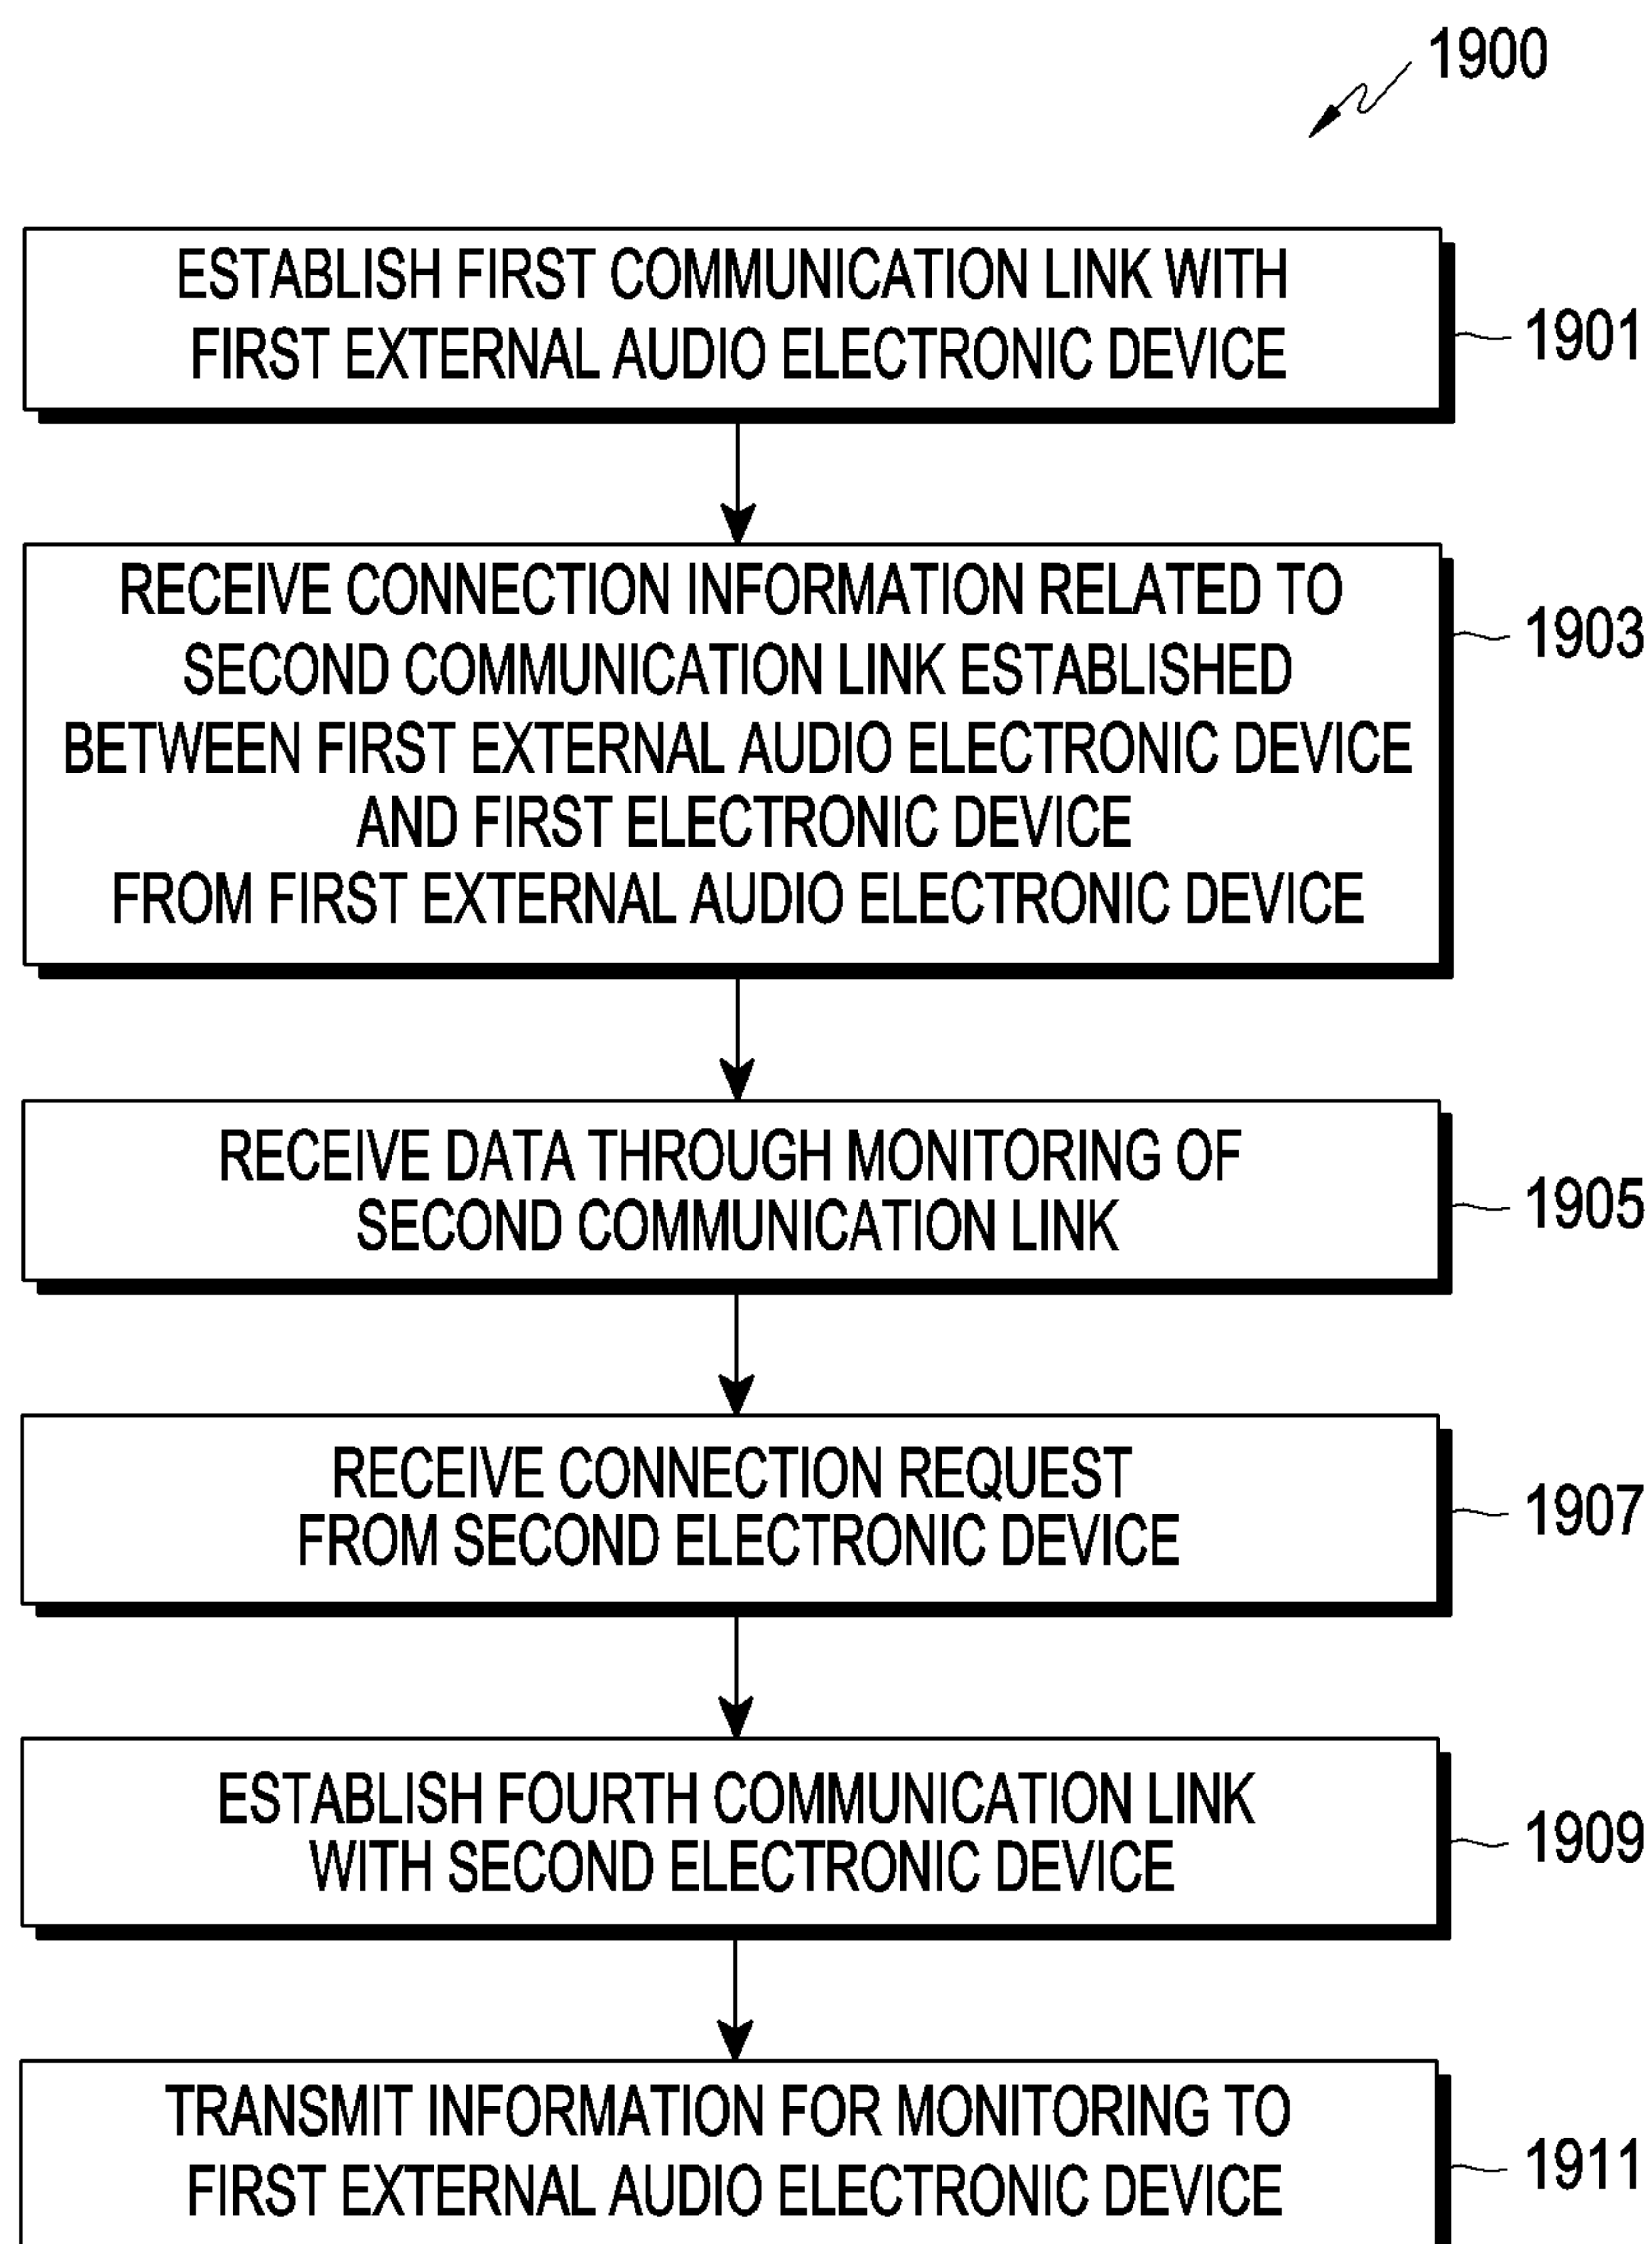 1900
ESTABLISH FIRST COMMUNICATION LINK WITH
FIRST EXTERNAL AUDIO ELECTRONIC DEVICE
1901
RECEIVE CONNECTION INFORMATION RELATED TO
SECOND COMMUNICATION LINK ESTABLISHED
BETWEEN FIRST EXTERNAL AUDIO ELECTRONIC DEVICE
AND FIRST ELECTRONIC DEVICE
FROM FIRST EXTERNAL AUDIO ELECTRONIC DEVICE
1903
RECEIVE DATA THROUGH MONITORING OF
SECOND COMMUNICATION LINK
1905
RECEIVE CONNECTION REQUEST
FROM SECOND ELECTRONIC DEVICE
1907
ESTABLISH FOURTH COMMUNICATION LINK
WITH SECOND ELECTRONIC DEVICE
1909
TRANSMIT INFORMATION FOR MONITORING TO
FIRST EXTERNAL AUDIO ELECTRONIC DEVICE
1911